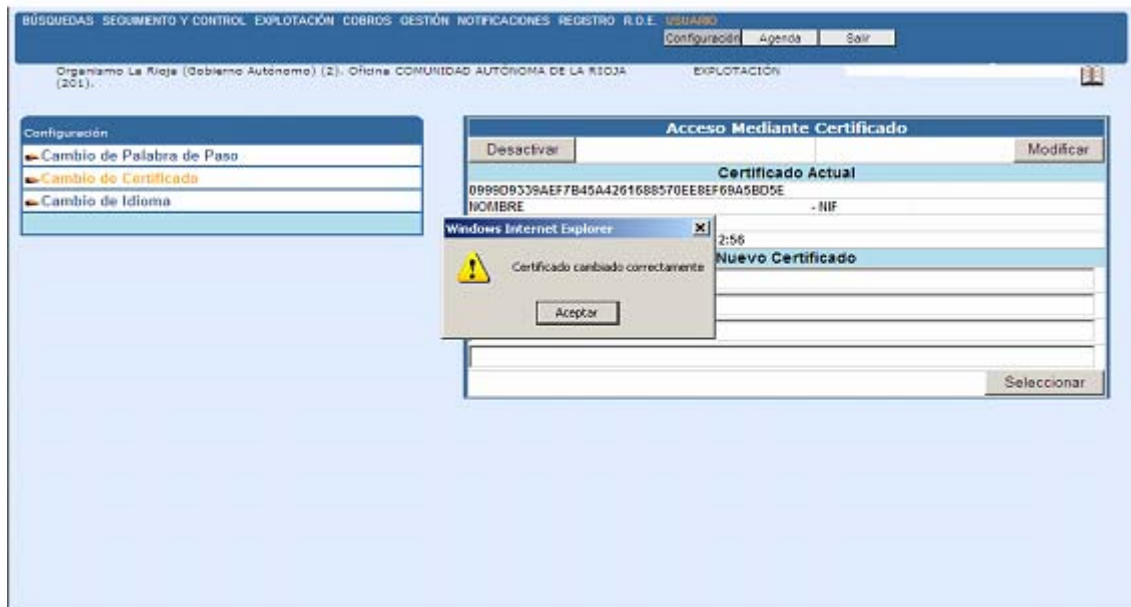 BÚSQUEDAS SEGUIMIENTO Y CONTROL EXPLOTACIÓN COBROS GESTIÓN NOTIFICACIONES REGISTRO R.O.E. USUARIO
Configuración Agenda Salir
Organismo La Rioja (Gobierno Autónomo) (2). Oficina COMUNIDAD AUTÓNOMA DE LA RIOJA EXPLOTACIÓN
(201).
Configuración
Cambio de Palabra de Paso
Cambio de Certificado
Cambio de Idioma
Acceso Mediante Certificado
Desactivar Modificar
Certificado Actual
0999D9339AEF7B45A4261688570EE8EF69A5BD5E
NOMBRE - NIF
2:56
Nuevo Certificado
Seleccionar
Windows Internet Explorer
Certificado cambiado correctamente
Aceptar